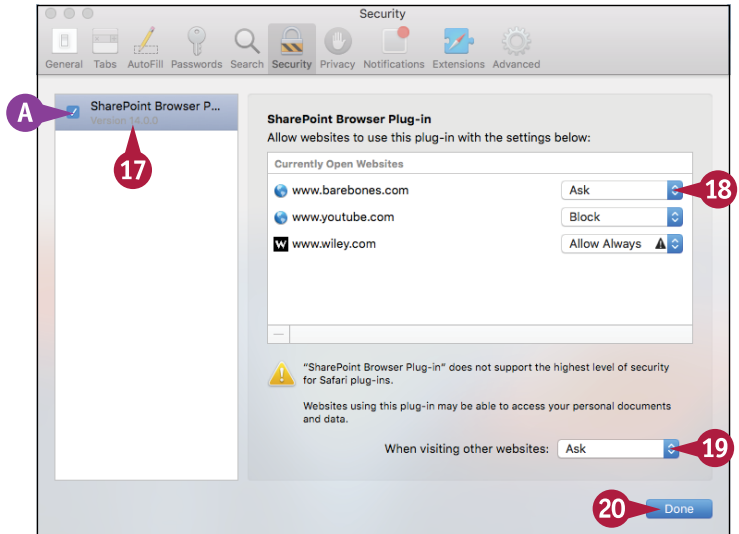 Security
General Tabs AutoFill Passwords Search Security Privacy Notifications Extensions Advanced
A
SharePoint Browser P...
Version 14.0.0
17
SharePoint Browser Plug-in
Allow websites to use this plug-in with the settings below:
Currently Open Websites
www.barebones.com Ask
18
www.youtube.com Block
W www.wiley.com Allow Always
"SharePoint Browser Plug-in" does not support the highest level of security
for Safari plug-ins.
Websites using this plug-in may be able to access your personal documents
and data.
When visiting other websites: Ask
19
20
Done